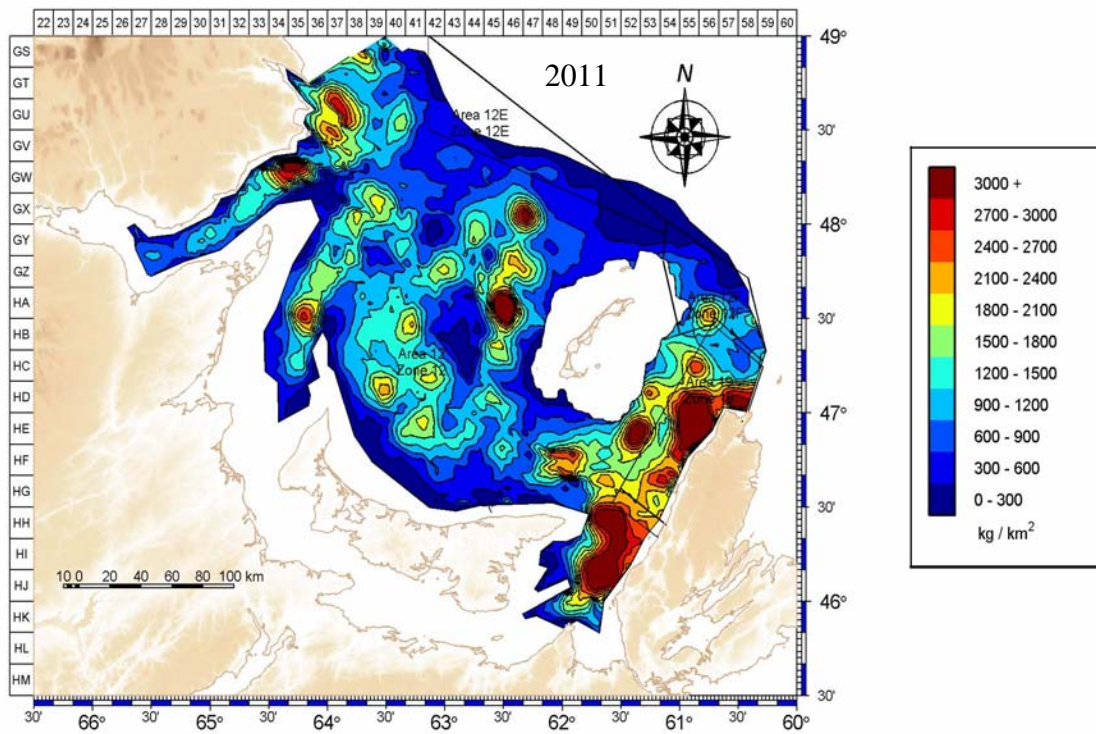 22 23 24 25 26 27 28 29 30 31 32 33 34 35 36 37 38 39 40 41 42 43 44 45 46 47 48 49 50 51 52 53 54 55 56 57 58 59 60
GS
GT
GU
GV
GW
GX
GY
GZ
HA
HB
HC
HD
HE
HF
HG
HH
HI
HJ
HK
HL
HM
2011
N
Area 12E
Zone 12E
Zone 12F
Area 12
Zone 12
10 0 20 40 60 80 100 km
49°
30'
48°
30'
47°
30'
46°
30'
30' 66° 30' 65° 30' 64° 30' 63° 30' 62° 30' 61° 30' 60°
3000 +
2700 - 3000
2400 - 2700
2100 - 2400
1800 - 2100
1500 - 1800
1200 - 1500
900 - 1200
600 - 900
300 - 600
0 - 300
kg / km²